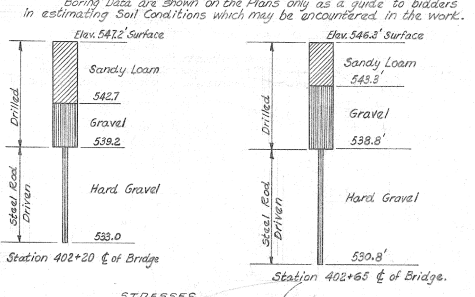 Boring Data are shown on the Plans only as a guide to bidders
in estimating Soil Conditions which may be encountered in the work.
Elev. 547.2' Surface
Sandy Loam
542.7
Gravel
539.2
Hard Gravel
533.0
Drilled
Steel Rod
Driven
Station 402+20 ℄ of Bridge
Elev. 546.8' Surface
Sandy Loam
543.3'
Gravel
538.8'
Hard Gravel
530.8'
Drilled
Steel Rod
Driven
Station 402+65 ℄ of Bridge.
STRESSES